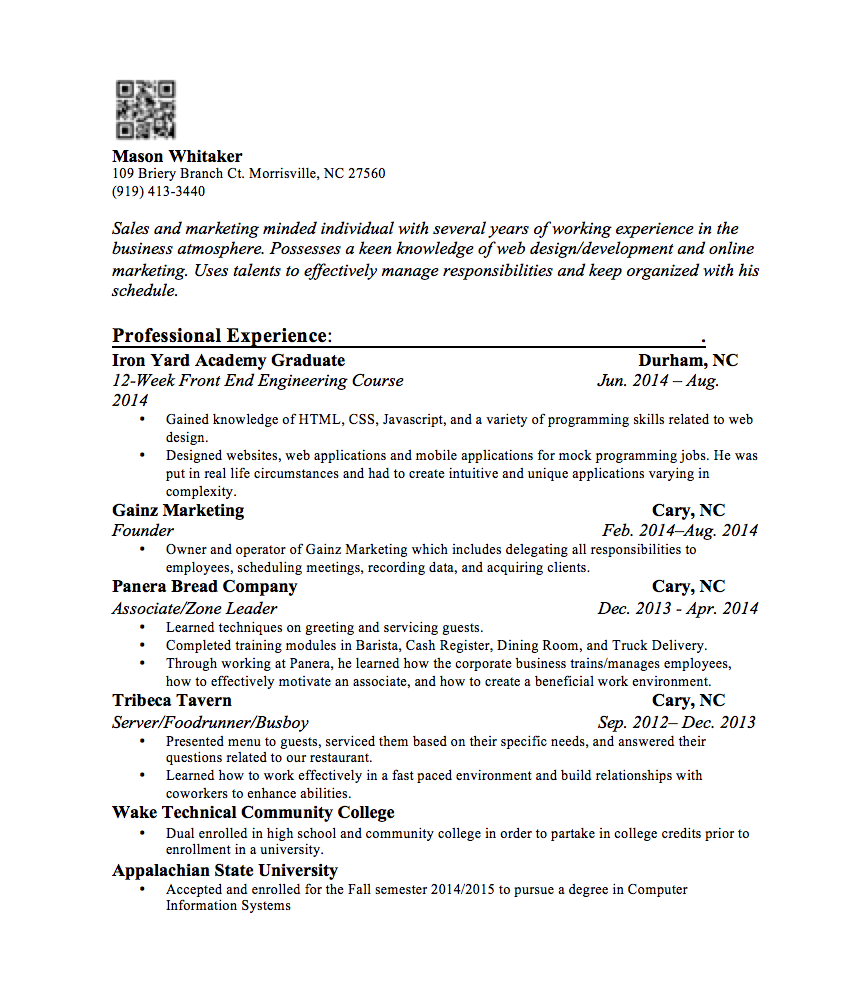 Mason Whitaker
109 Briery Branch Ct. Morrisville, NC 27560
(919) 413-3440
Sales and marketing minded individual with several years of working experience in the
business atmosphere. Possesses a keen knowledge of web design/development and online
marketing. Uses talents to effectively manage responsibilities and keep organized with his
schedule.
Professional Experience: .
Iron Yard Academy Graduate Durham, NC
12-Week Front End Engineering Course Jun. 2014 – Aug.
2014
• Gained knowledge of HTML, CSS, Javascript, and a variety of programming skills related to web
design.
• Designed websites, web applications and mobile applications for mock programming jobs. He was
put in real life circumstances and had to create intuitive and unique applications varying in
complexity.
Gainz Marketing Cary, NC
Founder Feb. 2014–Aug. 2014
• Owner and operator of Gainz Marketing which includes delegating all responsibilities to
employees, scheduling meetings, recording data, and acquiring clients.
Panera Bread Company Cary, NC
Associate/Zone Leader Dec. 2013 - Apr. 2014
• Learned techniques on greeting and servicing guests.
• Completed training modules in Barista, Cash Register, Dining Room, and Truck Delivery.
• Through working at Panera, he learned how the corporate business trains/manages employees,
how to effectively motivate an associate, and how to create a beneficial work environment.
Tribeca Tavern Cary, NC
Server/Foodrunner/Busboy Sep. 2012– Dec. 2013
• Presented menu to guests, serviced them based on their specific needs, and answered their
questions related to our restaurant.
• Learned how to work effectively in a fast paced environment and build relationships with
coworkers to enhance abilities.
Wake Technical Community College
• Dual enrolled in high school and community college in order to partake in college credits prior to
enrollment in a university.
Appalachian State University
• Accepted and enrolled for the Fall semester 2014/2015 to pursue a degree in Computer
Information Systems